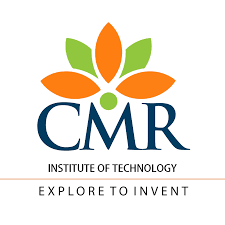 CMR
INSTITUTE OF TECHNOLOGY
EXPLORE TO INVENT